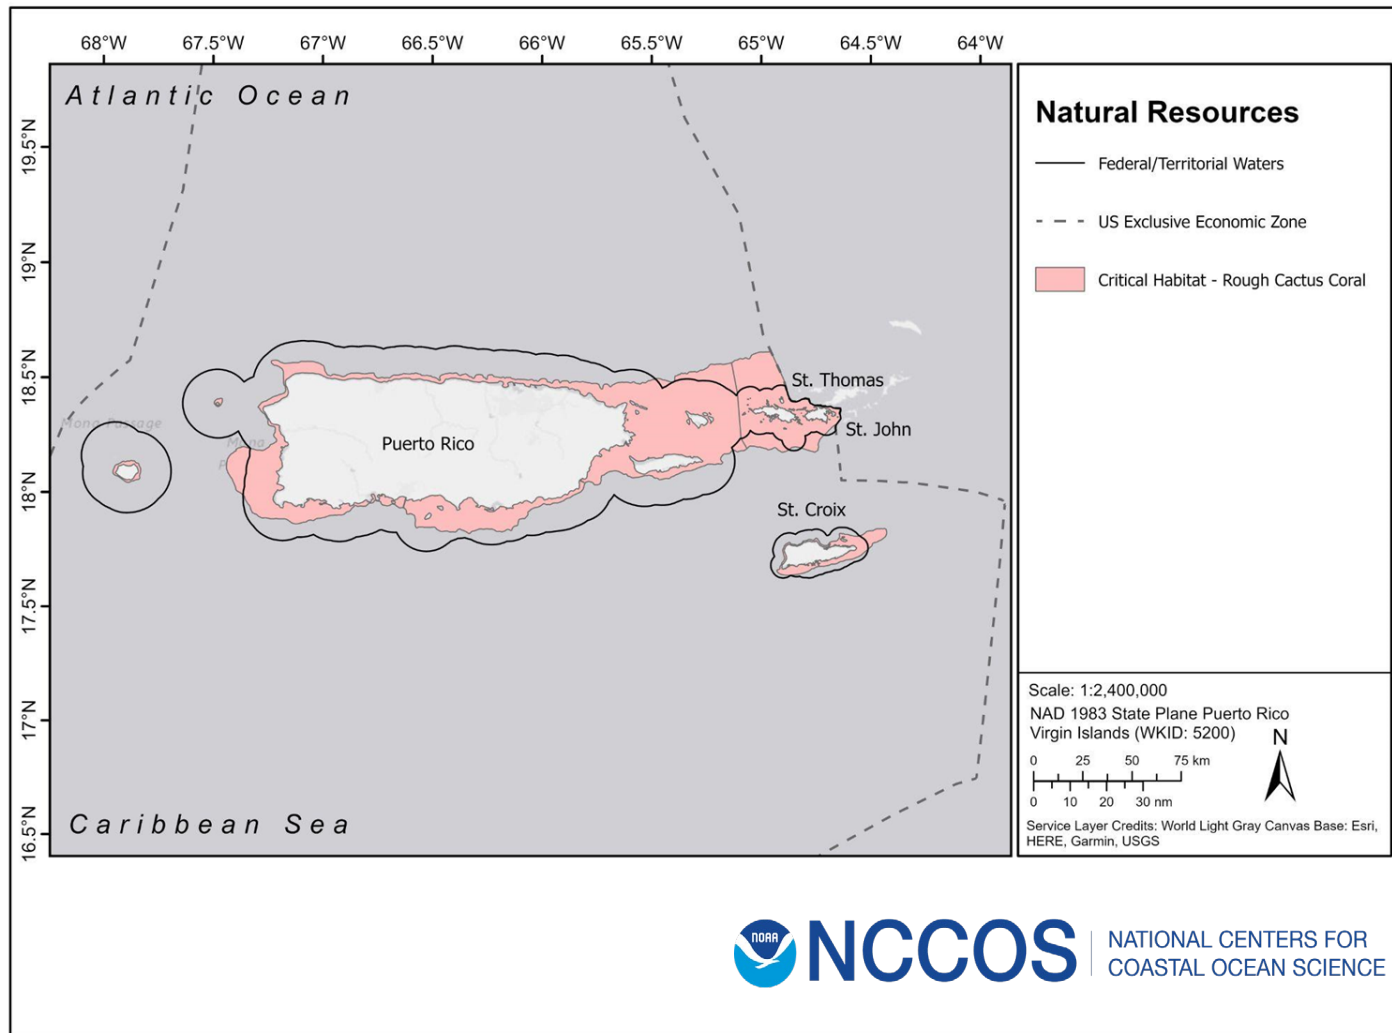 68°W 67.5°W 67°W 66.5°W 66°W 65.5°W 65°W 64.5°W 64°W
Atlantic Ocean
19.5°N
19°N
18.5°N
18°N
17.5°N
17°N
16.5°N
Mona Passage
Mona
P
Puerto Rico
St. Thomas
St. John
St. Croix
Caribbean Sea
Natural Resources
Federal/Territorial Waters
US Exclusive Economic Zone
Critical Habitat - Rough Cactus Coral
Scale: 1:2,400,000
NAD 1983 State Plane Puerto Rico
Virgin Islands (WKID: 5200)
N
0 25 50 75 km
0 10 20 30 nm
Service Layer Credits: World Light Gray Canvas Base: Esri,
HERE, Garmin, USGS
NOAA
NCCOS
NATIONAL CENTERS FOR
COASTAL OCEAN SCIENCE